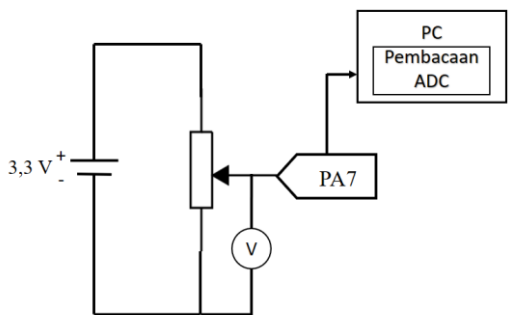 PC
Pembacaan
ADC
3,3 V
+
-
PA7
V